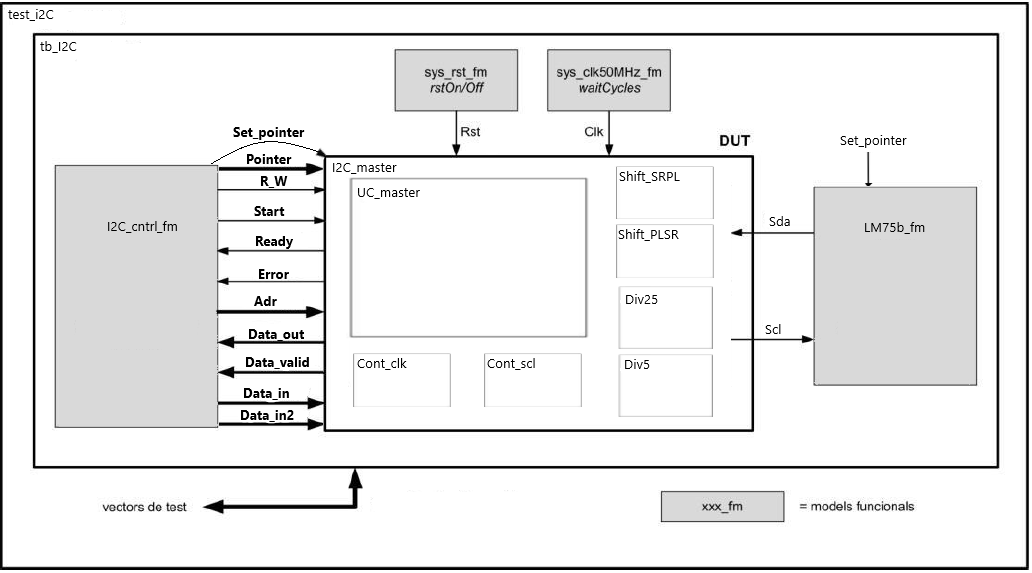 test_i2C
tb_I2C
sys_rst_fm
rstOn/Off
sys_clk50MHz_fm
waitCycles
Rst
Clk
DUT
Set_pointer
Pointer
R_W
Start
Ready
Error
Adr
Data_out
Data_valid
Data_in
Data_in2
I2C_cntrl_fm
I2C_master
UC_master
Shift_SRPL
Shift_PLSR
Div25
Div5
Cont_clk
Cont_scl
Set_pointer
Sda
Scl
LM75b_fm
vectors de test
xxx_fm
= models funcionals